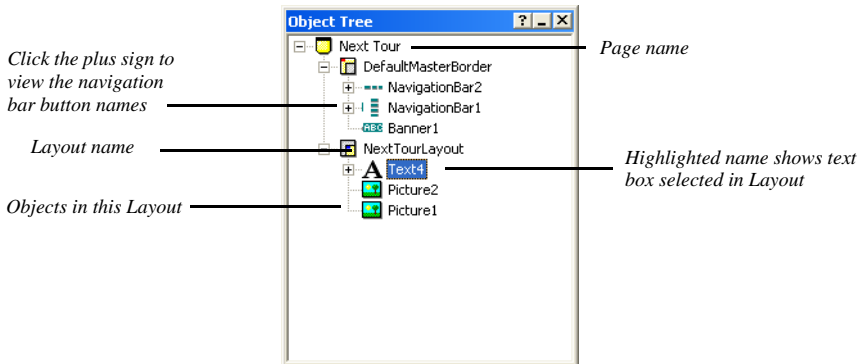 Object Tree
Next Tour
Page name
Click the plus sign to
view the navigation
bar button names
DefaultMasterBorder
NavigationBar2
NavigationBar1
ABC Banner1
Layout name
NextTourLayout
A Text4
Highlighted name shows text
box selected in Layout
Picture2
Objects in this Layout
Picture1